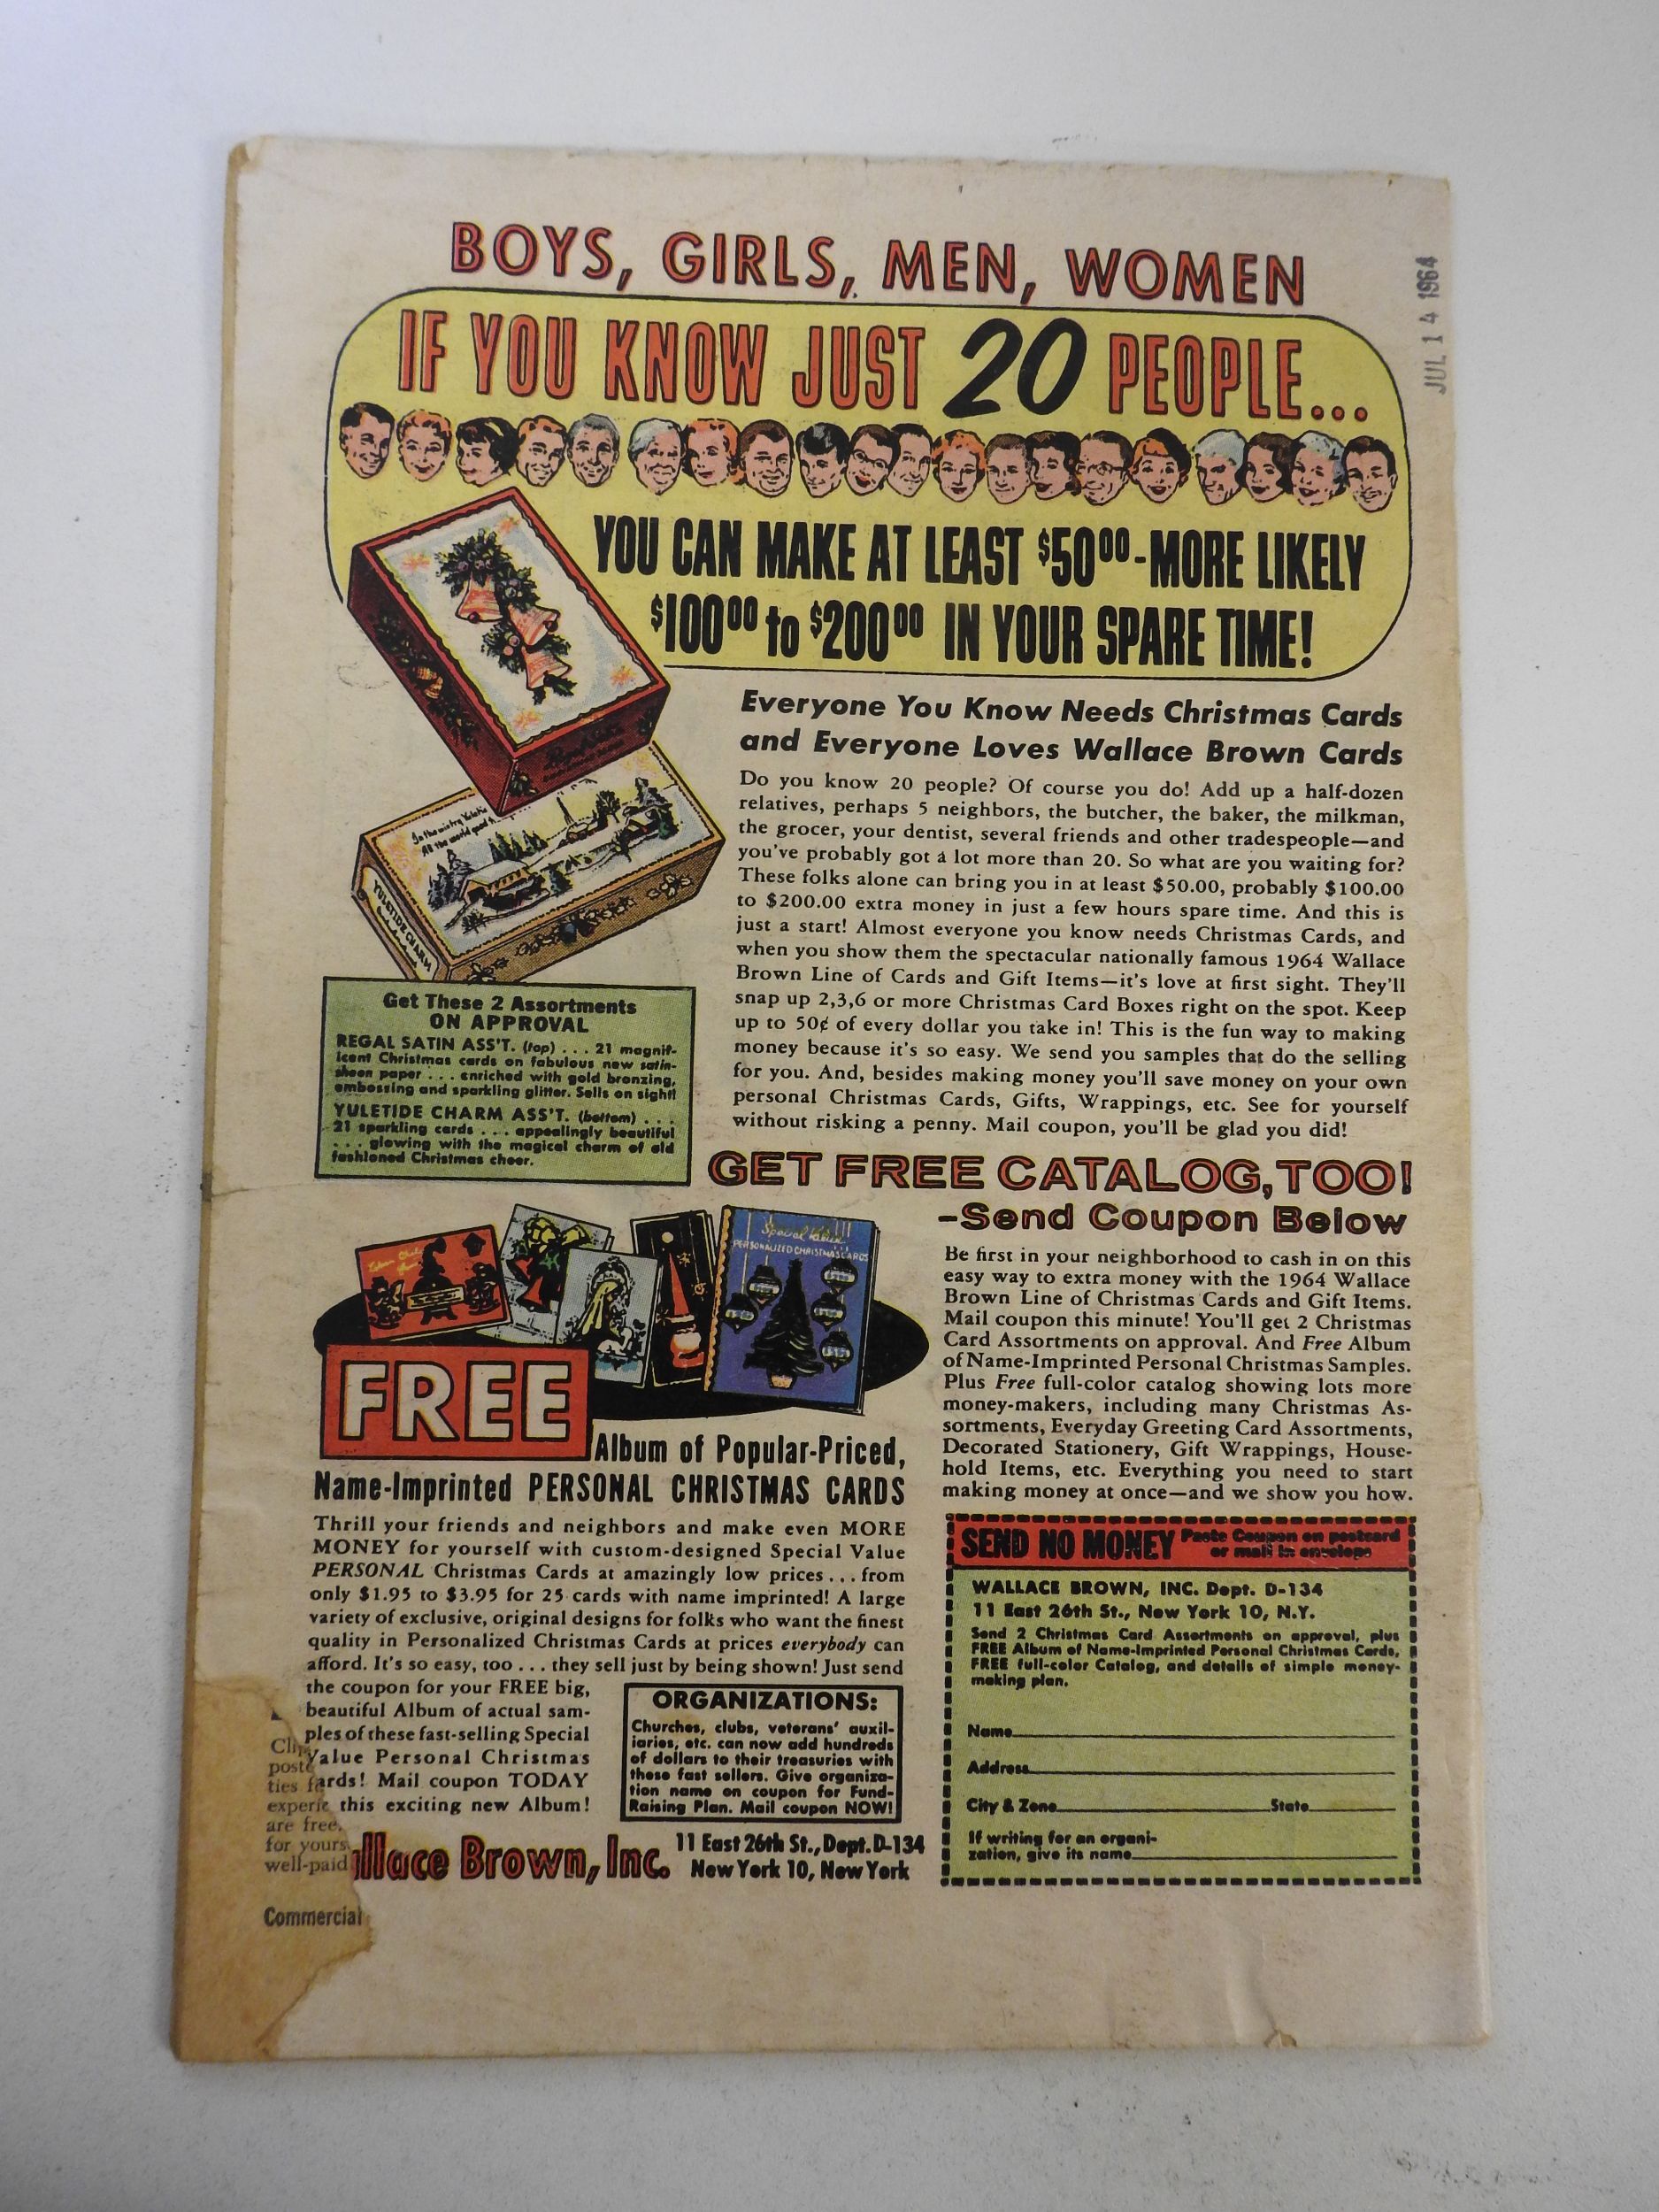 BOYS, GIRLS, MEN, WOMEN
JUL 14 1964
IF YOU KNOW JUST 20 PEOPLE...
YOU CAN MAKE AT LEAST $50⁰⁰-MORE LIKELY
$100⁰⁰ to $200⁰⁰ IN YOUR SPARE TIME!
Everyone You Know Needs Christmas Cards
and Everyone Loves Wallace Brown Cards
Do you know 20 people? Of course you do! Add up a half-dozen
relatives, perhaps 5 neighbors, the butcher, the baker, the milkman,
the grocer, your dentist, several friends and other tradespeople—and
you've probably got a lot more than 20. So what are you waiting for?
These folks alone can bring you in at least $50.00, probably $100.00
to $200.00 extra money in just a few hours spare time. And this is
just a start! Almost everyone you know needs Christmas Cards, and
when you show them the spectacular nationally famous 1964 Wallace
Brown Line of Cards and Gift Items—it's love at first sight. They'll
snap up 2,3,6 or more Christmas Card Boxes right on the spot. Keep
up to 50¢ of every dollar you take in! This is the fun way to making
money because it's so easy. We send you samples that do the selling
for you. And, besides making money you'll save money on your own
personal Christmas Cards, Gifts, Wrappings, etc. See for yourself
without risking a penny. Mail coupon, you'll be glad you did!
YULETIDE CHARM
Get These 2 Assortments
ON APPROVAL
REGAL SATIN ASS'T. (top) . . . 21 magnif-
icent Christmas cards on fabulous new satin-
sheen paper . . . enriched with gold bronzing,
embossing and sparkling glitter. Sells on sight!
YULETIDE CHARM ASS'T. (bottom) . . .
21 sparkling cards . . . appealingly beautiful
. . . glowing with the magical charm of old
fashioned Christmas cheer.
GET FREE CATALOG, TOO!
-Send Coupon Below
Be first in your neighborhood to cash in on this
easy way to extra money with the 1964 Wallace
Brown Line of Christmas Cards and Gift Items.
Mail coupon this minute! You'll get 2 Christmas
Card Assortments on approval. And Free Album
of Name-Imprinted Personal Christmas Samples.
Plus Free full-color catalog showing lots more
money-makers, including many Christmas As-
sortments, Everyday Greeting Card Assortments,
Decorated Stationery, Gift Wrappings, House-
hold Items, etc. Everything you need to start
making money at once—and we show you how.
Special Value
PERSONALIZED CHRISTMAS CARDS
FREE
Album of Popular-Priced,
Name-Imprinted PERSONAL CHRISTMAS CARDS
Thrill your friends and neighbors and make even MORE
MONEY for yourself with custom-designed Special Value
PERSONAL Christmas Cards at amazingly low prices . . . from
only $1.95 to $3.95 for 25 cards with name imprinted! A large
variety of exclusive, original designs for folks who want the finest
quality in Personalized Christmas Cards at prices everybody can
afford. It's so easy, too . . . they sell just by being shown! Just send
the coupon for your FREE big,
beautiful Album of actual sam-
ples of these fast-selling Special
Value Personal Christmas
ards! Mail coupon TODAY
this exciting new Album!
ties
are free.
for yours
well-paid
Commercial
ORGANIZATIONS:
Churches, clubs, veterans' auxil-
iaries, etc. can now add hundreds
of dollars to their treasuries with
these fast sellers. Give organiza-
tion name on coupon for Fund-
Raising Plan. Mail coupon NOW!
llace Brown, Inc.
11 East 26th St., Dept. D-134
New York 10, New York
SEND NO MONEY Paste Coupon on postcard
or mail in envelope
WALLACE BROWN, INC. Dept. D-134
11 East 26th St., New York 10, N.Y.
Send 2 Christmas Card Assortments on approval, plus
FREE Album of Name-Imprinted Personal Christmas Cards,
FREE full-color Catalog, and details of simple money-
making plan.
Name
Address
City & Zone State
If writing for an organi-
zation, give its name